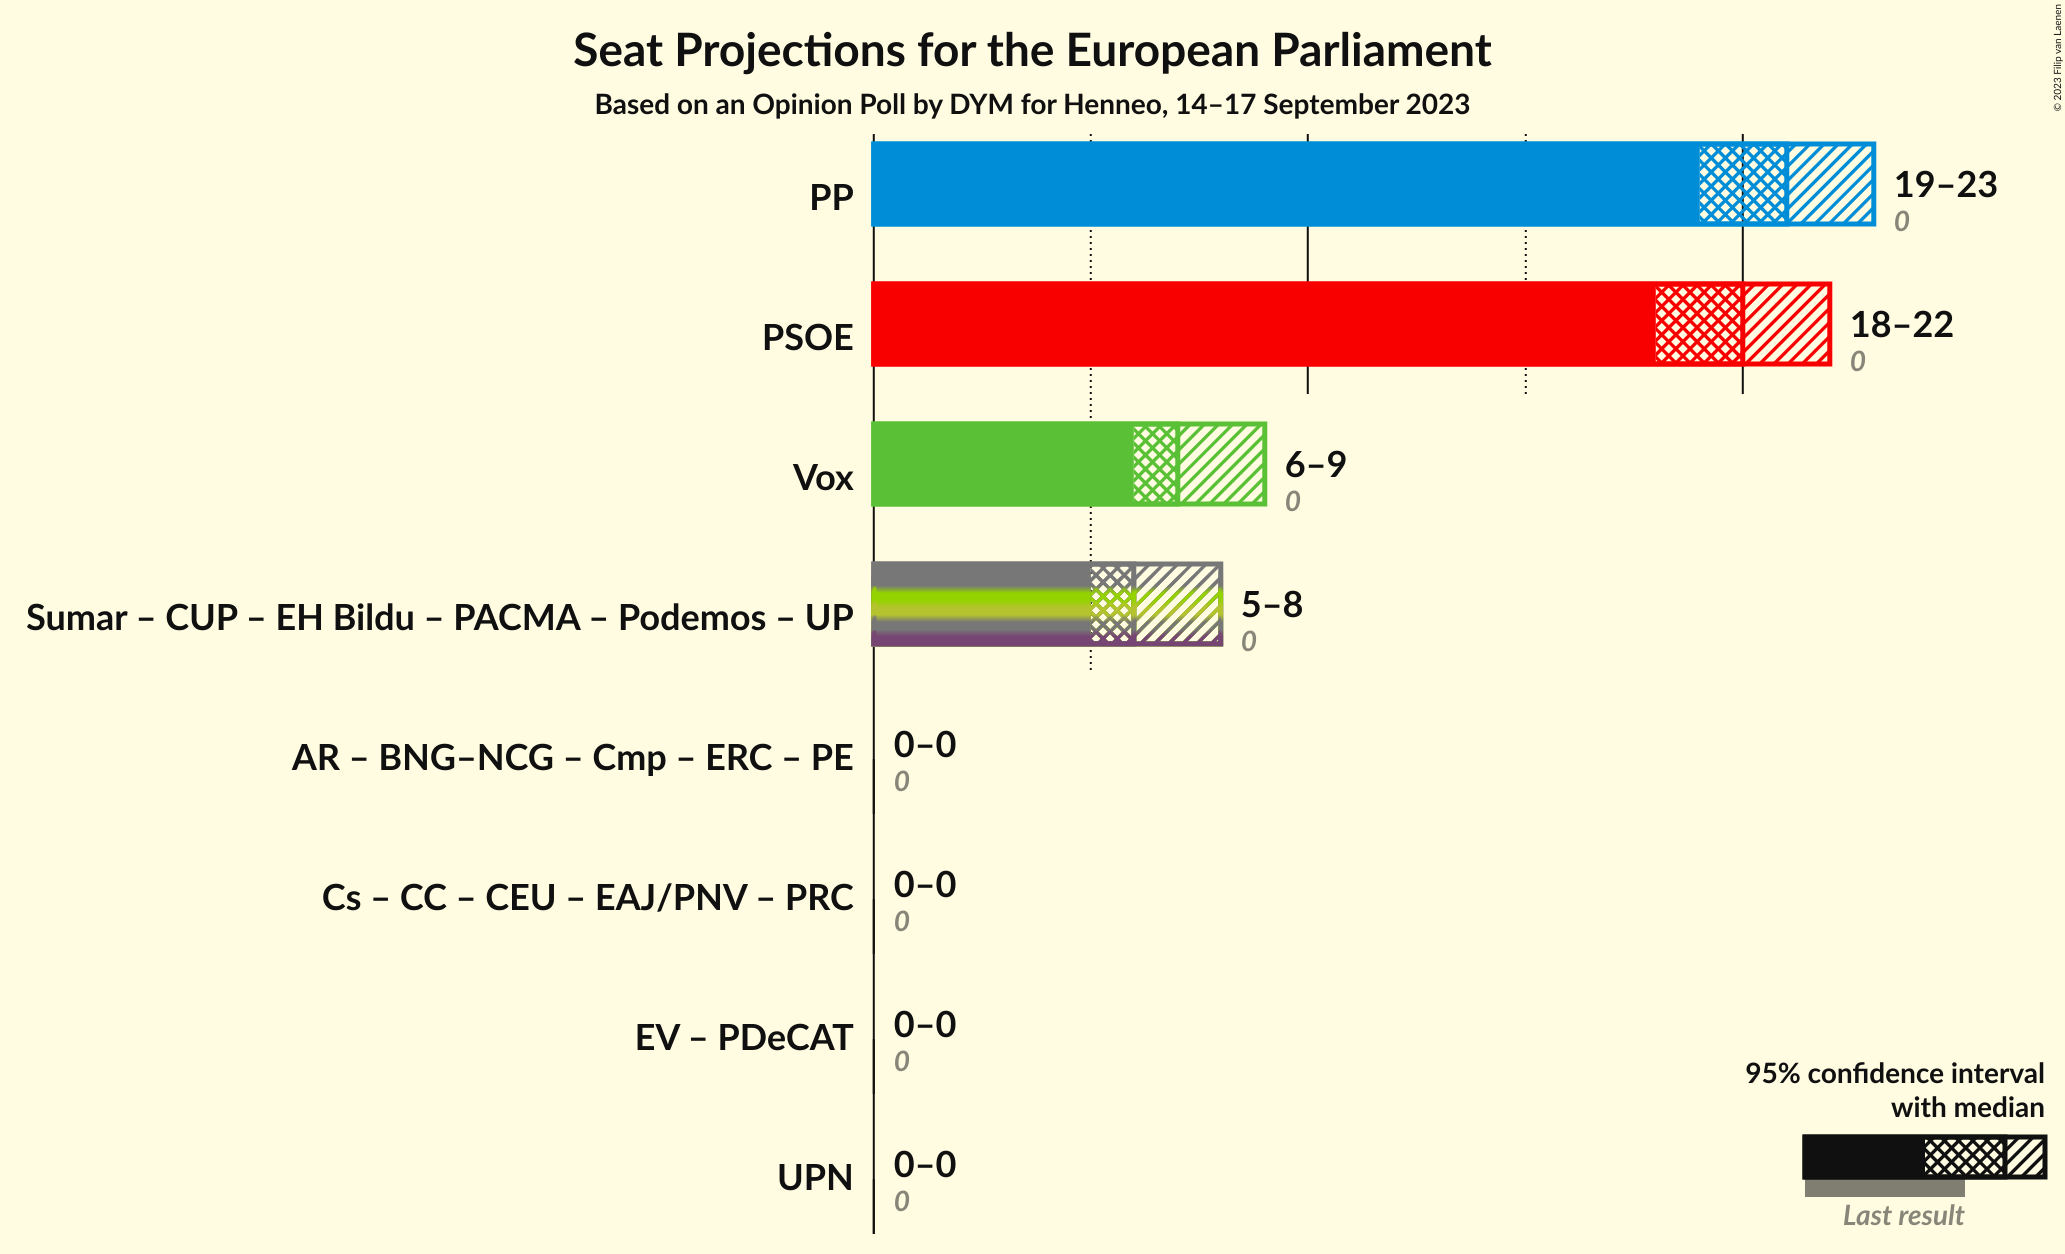 Seat Projections for the European Parliament
Based on an Opinion Poll by DYM for Henneo, 14–17 September 2023
© 2023 Filip van Laenen
PP
19–23
0
PSOE
18–22
0
Vox
6–9
0
Sumar – CUP – EH Bildu – PACMA – Podemos – UP
5–8
0
AR – BNG–NCG – Cmp – ERC – PE
0–0
0
Cs – CC – CEU – EAJ/PNV – PRC
0–0
0
EV – PDeCAT
0–0
0
UPN
0–0
0
95% confidence interval
with median
Last result